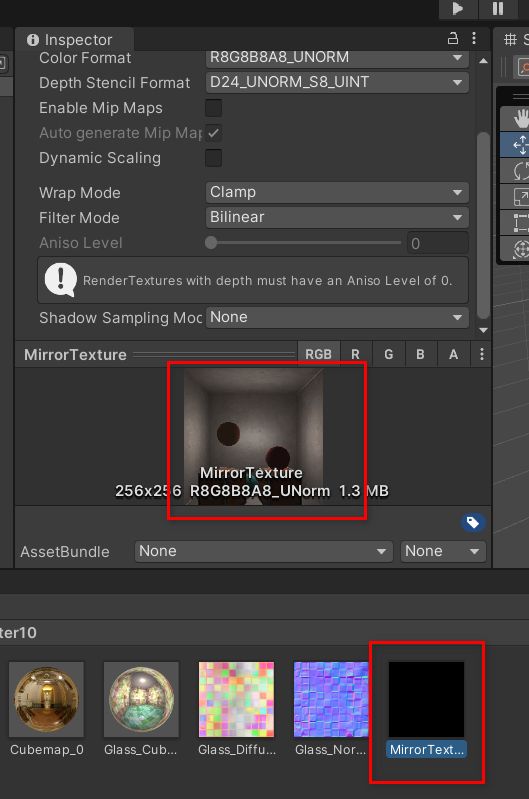 Inspector
Color Format R8G8B8A8_UNORM
Depth Stencil Format D24_UNORM_S8_UINT
Enable Mip Maps
Auto generate Mip Map
Dynamic Scaling
Wrap Mode Clamp
Filter Mode Bilinear
Aniso Level 0
RenderTextures with depth must have an Aniso Level of 0.
Shadow Sampling Moc None
MirrorTexture RGB R G B A
MirrorTexture
256x256 R8G8B8A8_UNorm 1.3 MB
AssetBundle None None
ter10
Cubemap_0 Glass_Cub... Glass_Diffu... Glass_Nor... MirrorText...